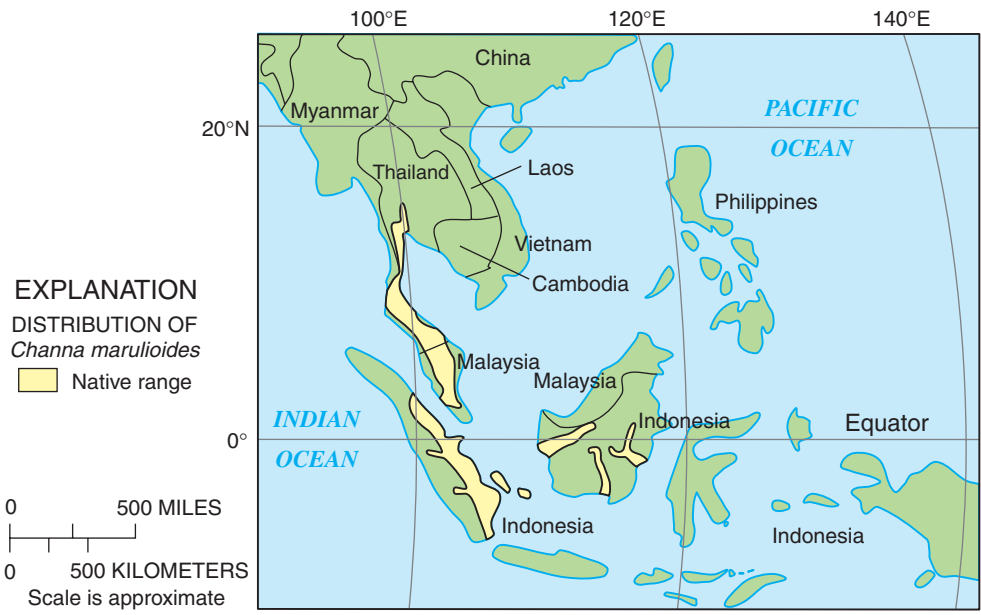 100°E
120°E
140°E
China
Myanmar
PACIFIC
OCEAN
20°N
Thailand
Laos
Philippines
Vietnam
Cambodia
EXPLANATION
DISTRIBUTION OF
Channa marulioides
Native range
Malaysia
Malaysia
INDIAN
OCEAN
Indonesia
Equator
0°
0 500 MILES
0 500 KILOMETERS
Scale is approximate
Indonesia
Indonesia